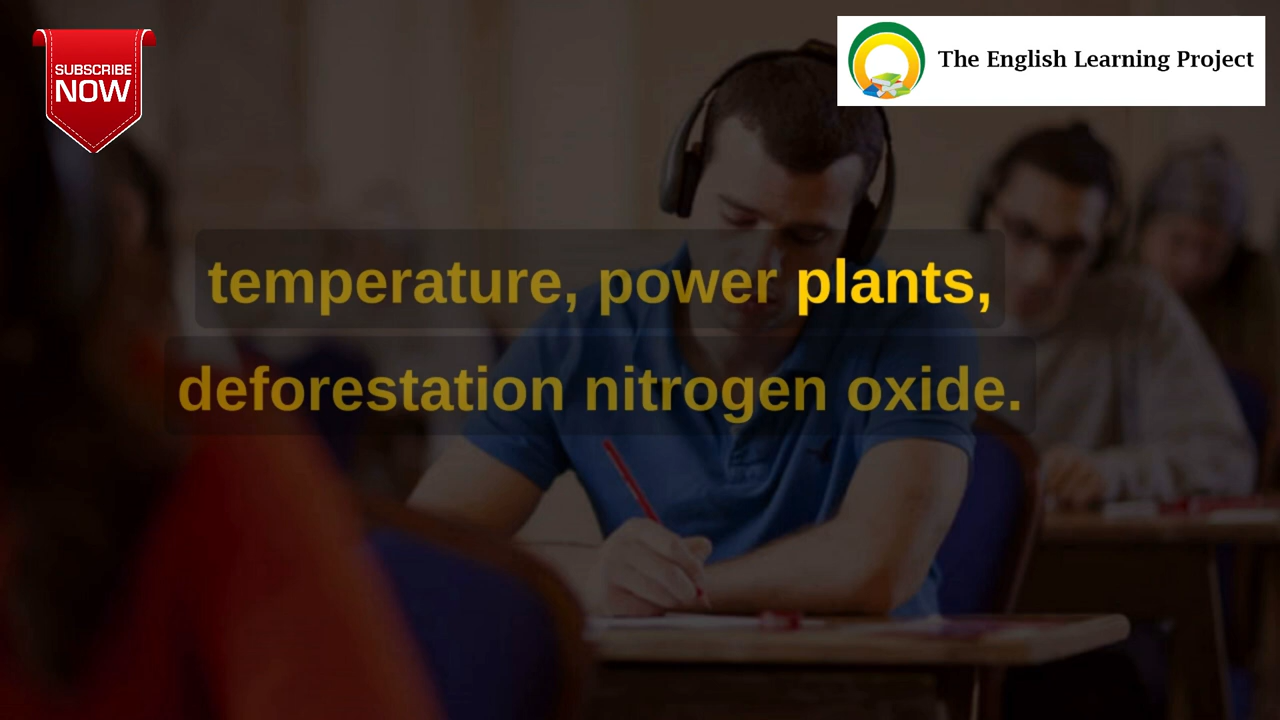 SUBSCRIBE
NOW
The English Learning Project
temperature, power plants,
deforestation nitrogen oxide.